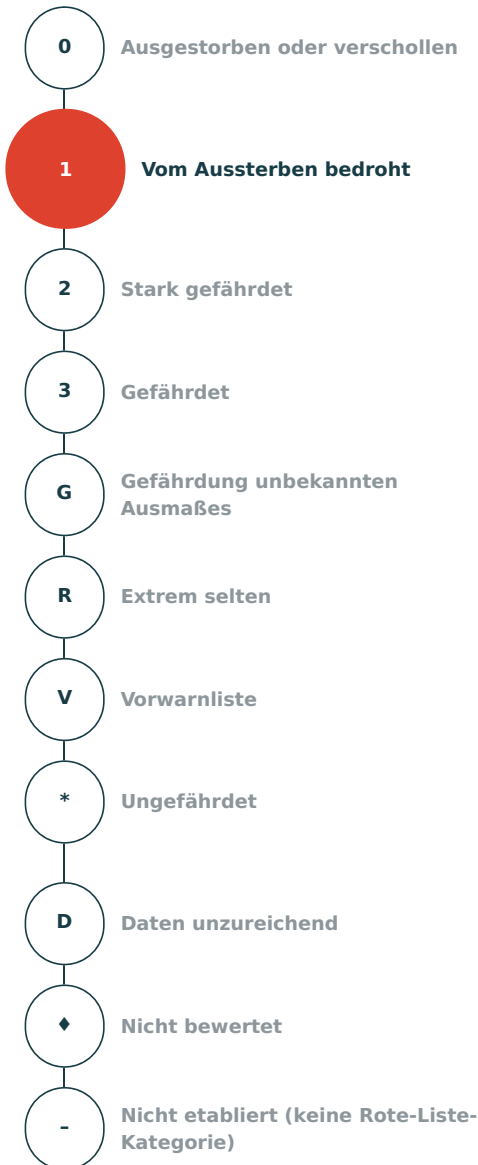 0 Ausgestorben oder verschollen
1 Vom Aussterben bedroht
2 Stark gefährdet
3 Gefährdet
G Gefährdung unbekannten
Ausmaßes
R Extrem selten
V Vorwarnliste
* Ungefährdet
D Daten unzureichend
♦ Nicht bewertet
– Nicht etabliert (keine Rote-Liste-
Kategorie)